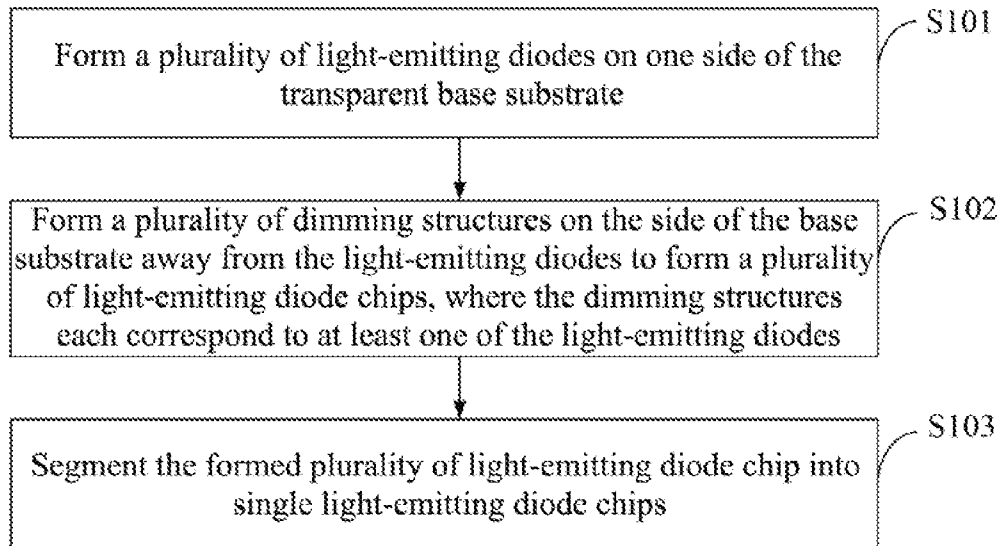 S101
Form a plurality of light-emitting diodes on one side of the
transparent base substrate
S102
Form a plurality of dimming structures on the side of the base
substrate away from the light-emitting diodes to form a plurality
of light-emitting diode chips, where the dimming structures
each correspond to at least one of the light-emitting diodes
S103
Segment the formed plurality of light-emitting diode chip into
single light-emitting diode chips